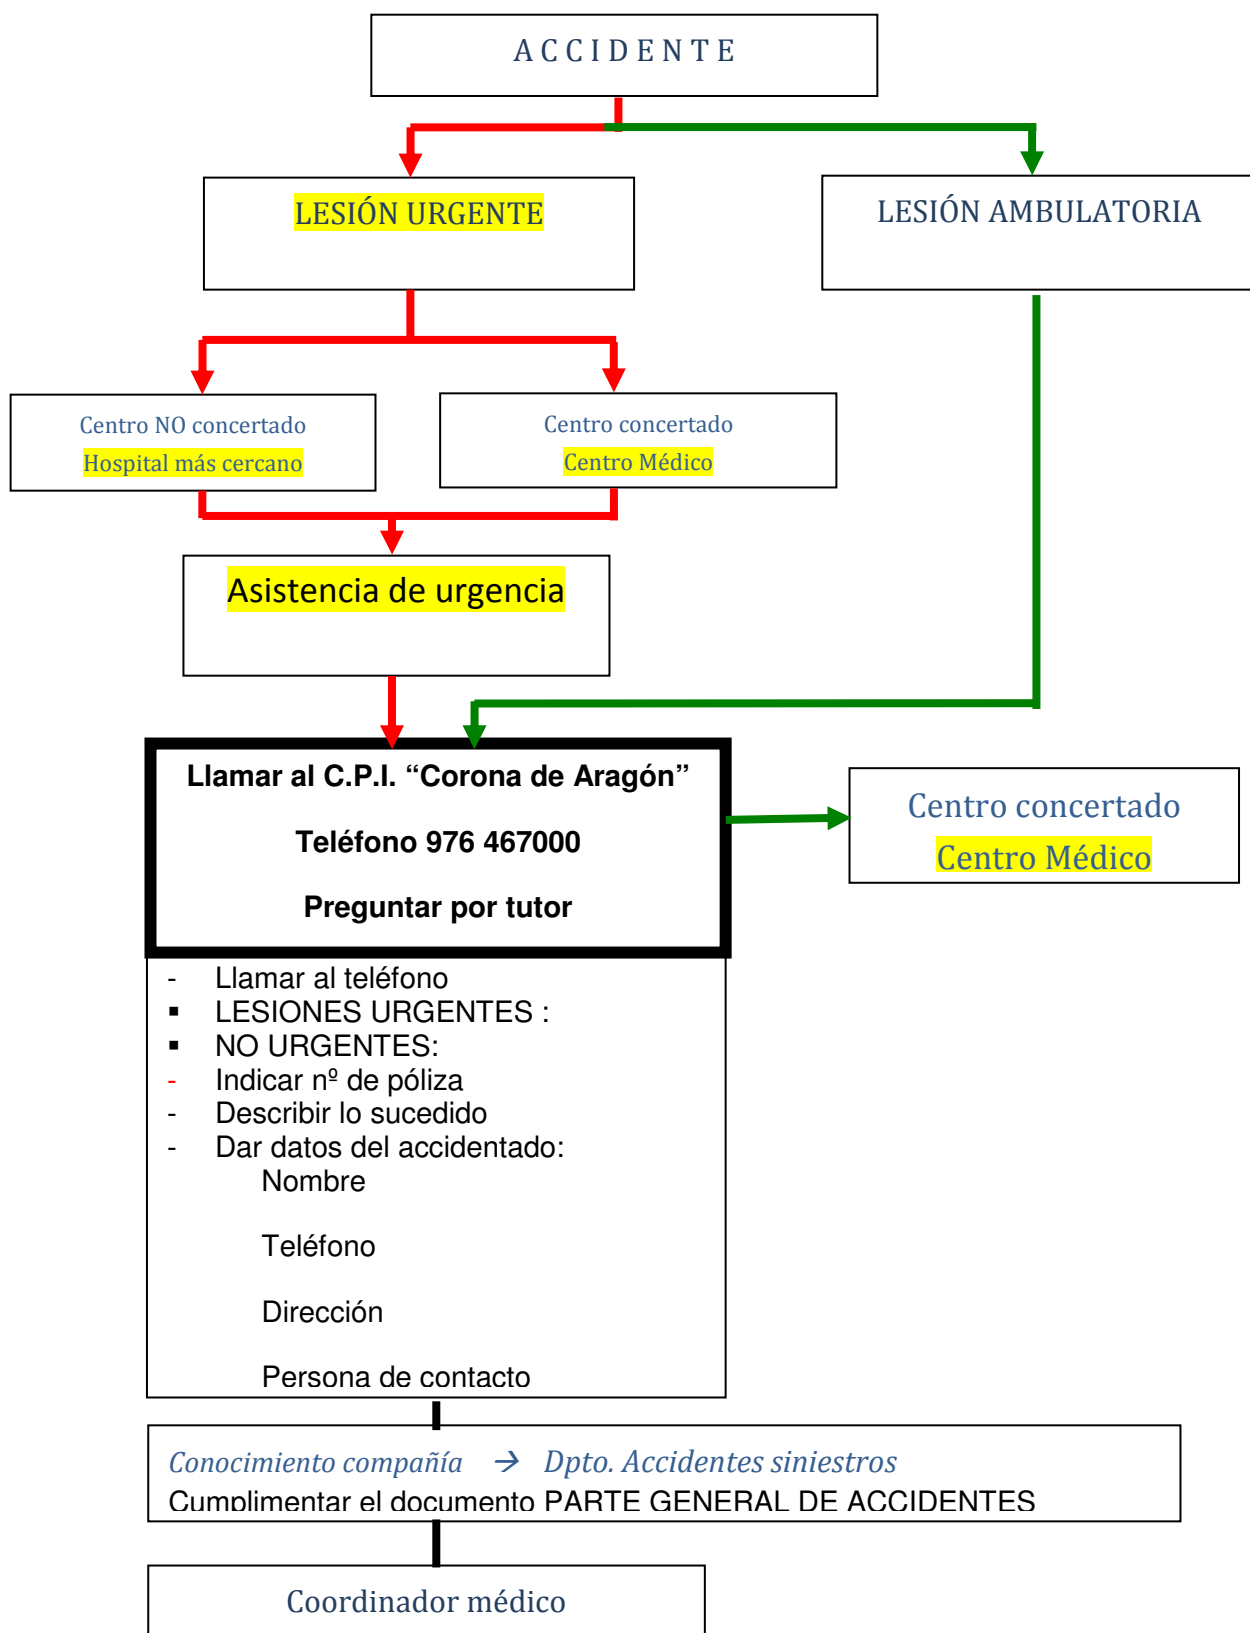 A C C I D E N T E
LESIÓN URGENTE
LESIÓN AMBULATORIA
Centro NO concertado
Hospital más cercano
Centro concertado
Centro Médico
Asistencia de urgencia
Llamar al C.P.I. “Corona de Aragón”
Teléfono 976 467000
Preguntar por tutor
Centro concertado
Centro Médico
- Llamar al teléfono
▪ LESIONES URGENTES :
▪ NO URGENTES:
- Indicar nº de póliza
- Describir lo sucedido
- Dar datos del accidentado:
Nombre
Teléfono
Dirección
Persona de contacto
Conocimiento compañía → Dpto. Accidentes siniestros
Cumplimentar el documento PARTE GENERAL DE ACCIDENTES
Coordinador médico